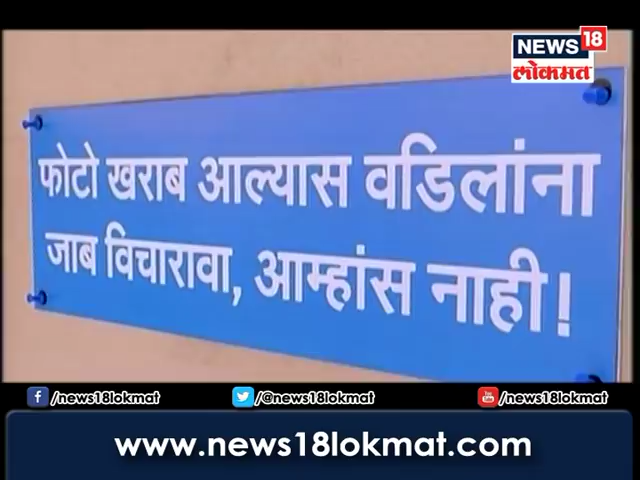 NEWS 18
लोकमत
फोटो खराब आल्यास वडिलांना
जाब विचारावा, आम्हांस नाही!
/news18lokmat
/@news18lokmat
/news18lokmat
www.news18lokmat.com